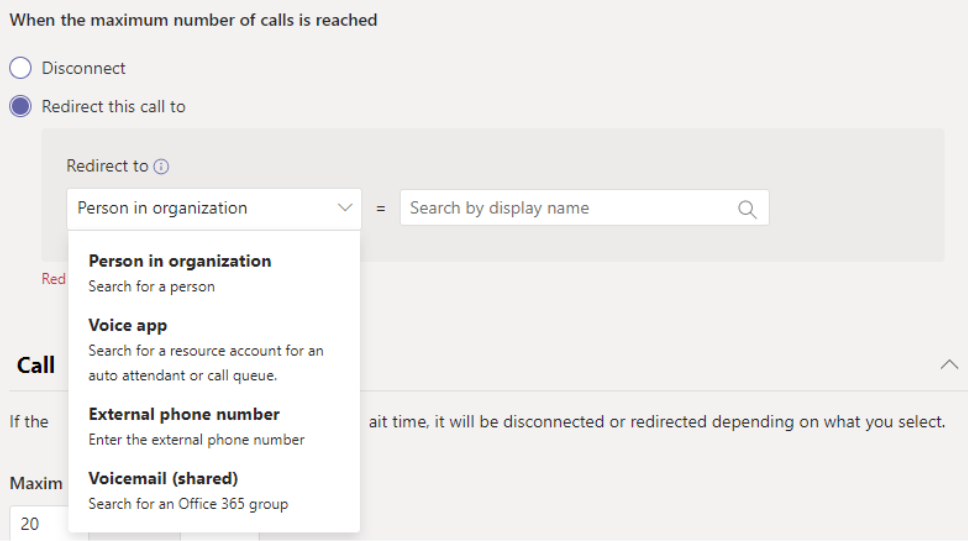 When the maximum number of calls is reached
Disconnect
Redirect this call to
Redirect to
Person in organization = Search by display name
Person in organization
Search for a person
Red
Voice app
Search for a resource account for an
auto attendant or call queue.
Call
External phone number
If the ait time, it will be disconnected or redirected depending on what you select.
Enter the external phone number
Voicemail (shared)
Maxim
Search for an Office 365 group
20